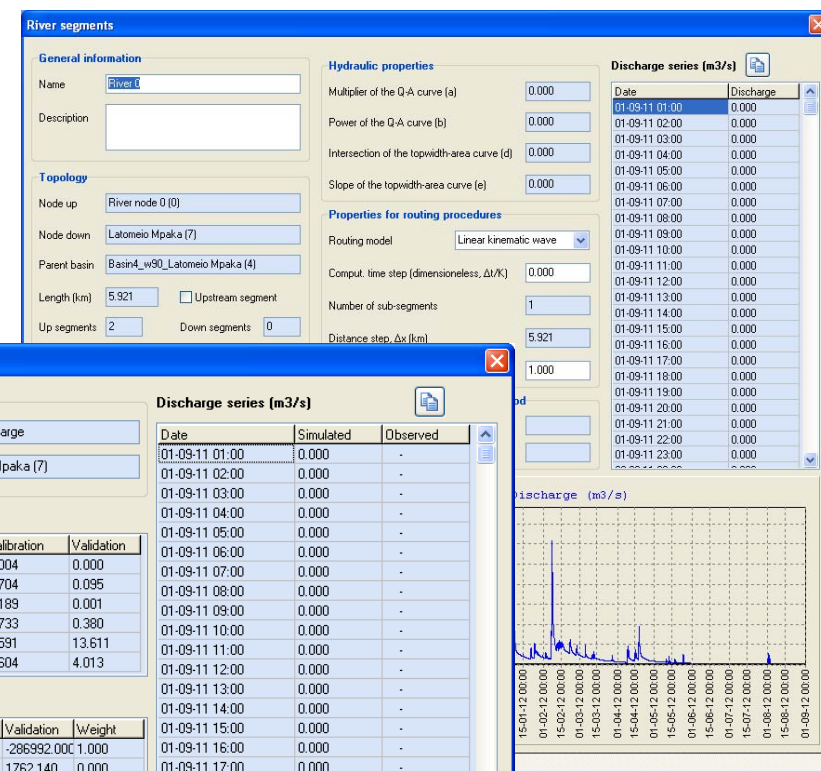 River segments
General information
Name River 0
Description
Topology
Node up River node 0 (0)
Node down Latomeio Mpaka (7)
Parent basin Basin4_w90_Latomeio Mpaka (4)
Length (km) 5.921 Upstream segment
Up segments 2 Down segments 0
Hydraulic properties
Multiplier of the Q-A curve (a) 0.000
Power of the Q-A curve (b) 0.000
Intersection of the topwidth-area curve (d) 0.000
Slope of the topwidth-area curve (e) 0.000
Properties for routing procedures
Routing model Linear kinematic wave
Comput. time step (dimensioneless, Δt/K) 0.000
Number of sub-segments 1
Distance step, Δx (km) 5.921
1.000
od
Discharge series (m3/s)
Date Discharge
01-09-11 01:00 0.000
01-09-11 02:00 0.000
01-09-11 03:00 0.000
01-09-11 04:00 0.000
01-09-11 05:00 0.000
01-09-11 06:00 0.000
01-09-11 07:00 0.000
01-09-11 08:00 0.000
01-09-11 09:00 0.000
01-09-11 10:00 0.000
01-09-11 11:00 0.000
01-09-11 12:00 0.000
01-09-11 13:00 0.000
01-09-11 14:00 0.000
01-09-11 15:00 0.000
01-09-11 16:00 0.000
01-09-11 17:00 0.000
01-09-11 18:00 0.000
01-09-11 19:00 0.000
01-09-11 20:00 0.000
01-09-11 21:00 0.000
01-09-11 22:00 0.000
01-09-11 23:00 0.000
arge
paka (7)
alibration Validation
004 0.000
704 0.095
189 0.001
733 0.380
591 13.611
604 4.013
Validation Weight
-286992.000 1.000
1762.140 0.000
Discharge series (m3/s)
Date Simulated Observed
01-09-11 01:00 0.000 -
01-09-11 02:00 0.000 -
01-09-11 03:00 0.000 -
01-09-11 04:00 0.000 -
01-09-11 05:00 0.000 -
01-09-11 06:00 0.000 -
01-09-11 07:00 0.000 -
01-09-11 08:00 0.000 -
01-09-11 09:00 0.000 -
01-09-11 10:00 0.000 -
01-09-11 11:00 0.000 -
01-09-11 12:00 0.000 -
01-09-11 13:00 0.000 -
01-09-11 14:00 0.000 -
01-09-11 15:00 0.000 -
01-09-11 16:00 0.000 -
01-09-11 17:00 0.000 -
Discharge (m3/s)
15-01-12 00:00
01-02-12 00:00
15-02-12 00:00
01-03-12 00:00
15-03-12 00:00
01-04-12 00:00
15-04-12 00:00
01-05-12 00:00
15-05-12 00:00
01-06-12 00:00
15-06-12 00:00
01-07-12 00:00
15-07-12 00:00
01-08-12 00:00
15-08-12 00:00
01-09-12 00:00